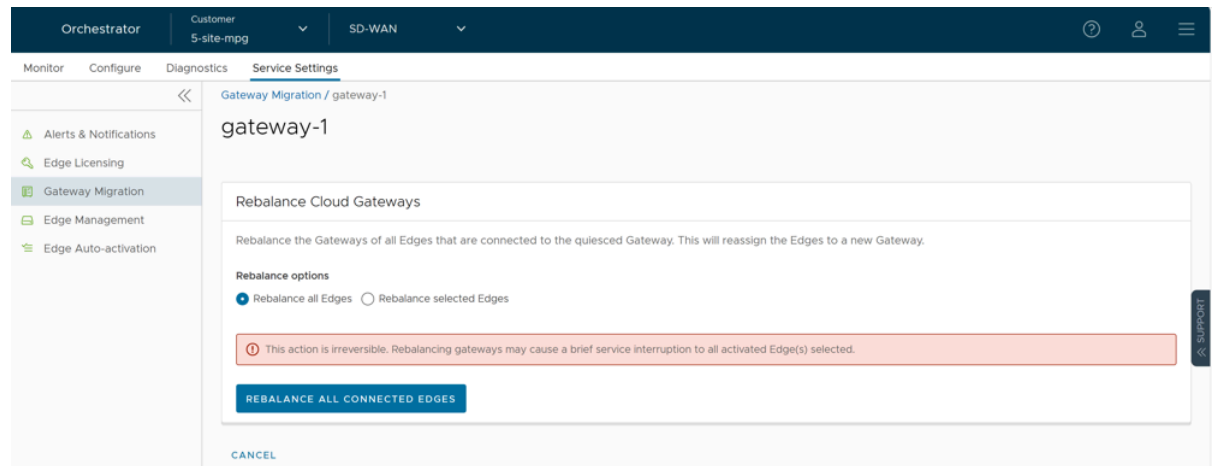 Orchestrator
Customer
5-site-mpg
SD-WAN
Monitor Configure Diagnostics Service Settings
Gateway Migration / gateway-1
gateway-1
Alerts & Notifications
Edge Licensing
Gateway Migration
Edge Management
Edge Auto-activation
Rebalance Cloud Gateways
Rebalance the Gateways of all Edges that are connected to the quiesced Gateway. This will reassign the Edges to a new Gateway.
Rebalance options
Rebalance all Edges Rebalance selected Edges
This action is irreversible. Rebalancing gateways may cause a brief service interruption to all activated Edge(s) selected.
REBALANCE ALL CONNECTED EDGES
CANCEL
SUPPORT